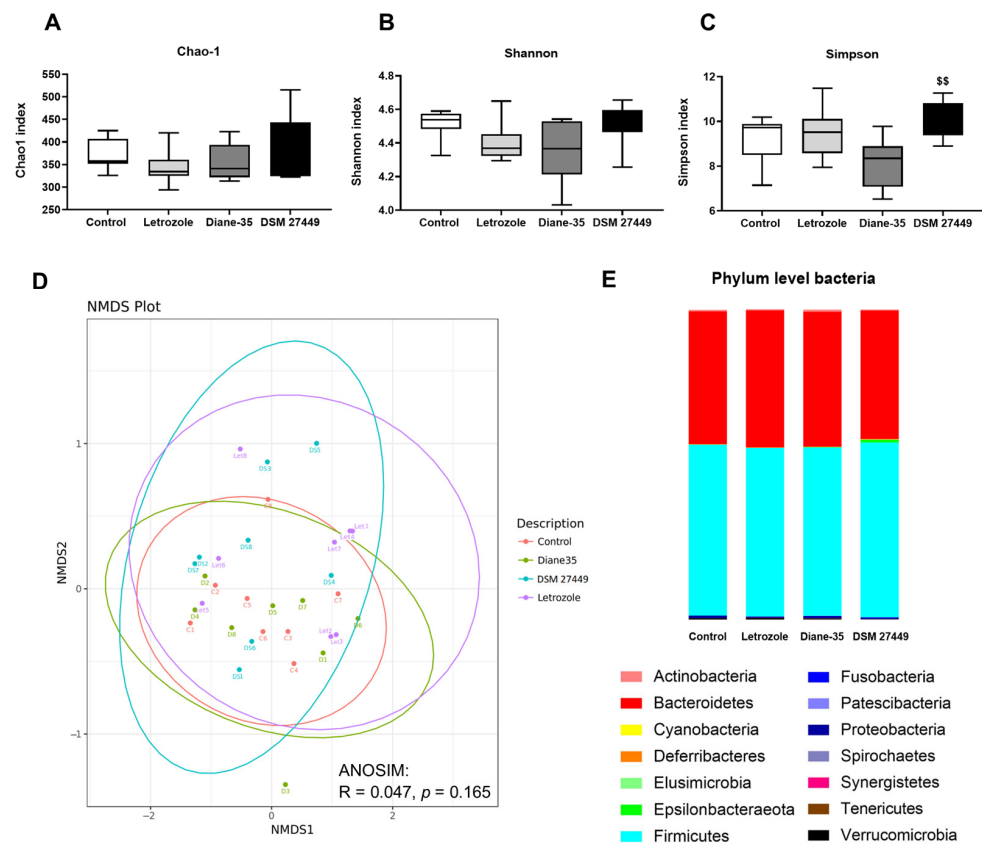 A
Chao-1
Chao1 index
550
500
450
400
350
300
250
Control Letrozole Diane-35 DSM 27449
B
Shannon
Shannon index
4.8
4.6
4.4
4.2
4.0
Control Letrozole Diane-35 DSM 27449
C
Simpson
Simpson index
12
10
8
6
$$
Control Letrozole Diane-35 DSM 27449
D
NMDS Plot
NMDS2
1
0
−1
DS5
Let8
DS3
Let1
Let4
Let7
DS8
DS2
DS7
Let6
DS4
D2
C2
C7
Let5
C5
D7
D4
D5
D6
C1
D8
C6
C3
Let2
Let3
DS6
D1
C4
DS1
D3
ANOSIM:
R = 0.047, p = 0.165
−2 0 2
NMDS1
Description
Control
Diane35
DSM 27449
Letrozole
E
Phylum level bacteria
Control Letrozole Diane-35 DSM 27449
Actinobacteria
Bacteroidetes
Cyanobacteria
Deferribacteres
Elusimicrobia
Epsilonbacteraeota
Firmicutes
Fusobacteria
Patescibacteria
Proteobacteria
Spirochaetes
Synergistetes
Tenericutes
Verrucomicrobia